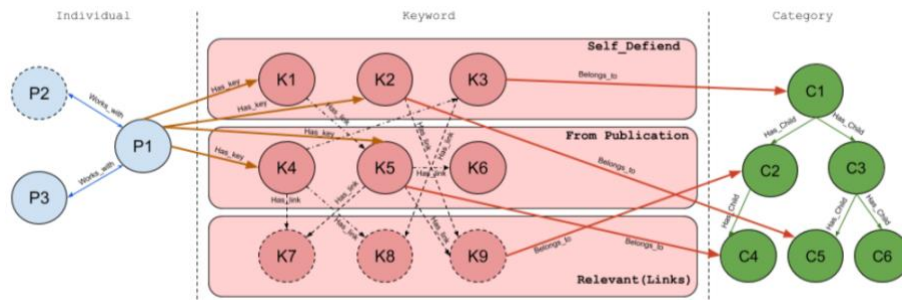 Individual
Keyword
Category
Self_Defiend
K1
K2
K3
Belongs_to
C1
P2
Works_with
Has_key
Has_key
Has_link
Has_link
Has_link
Has_Child
Has_Child
P1
Has_key
From Publication
Has_key
K4
K5
K6
Has_link
C2
C3
P3
Works_with
Belongs_to
Has_link
Has_link
Has_link
Has_link
Has_Child
Has_Child
Has_Child
K7
K8
K9
Belongs_to
Belongs_to
C4
C5
C6
Relevant(Links)